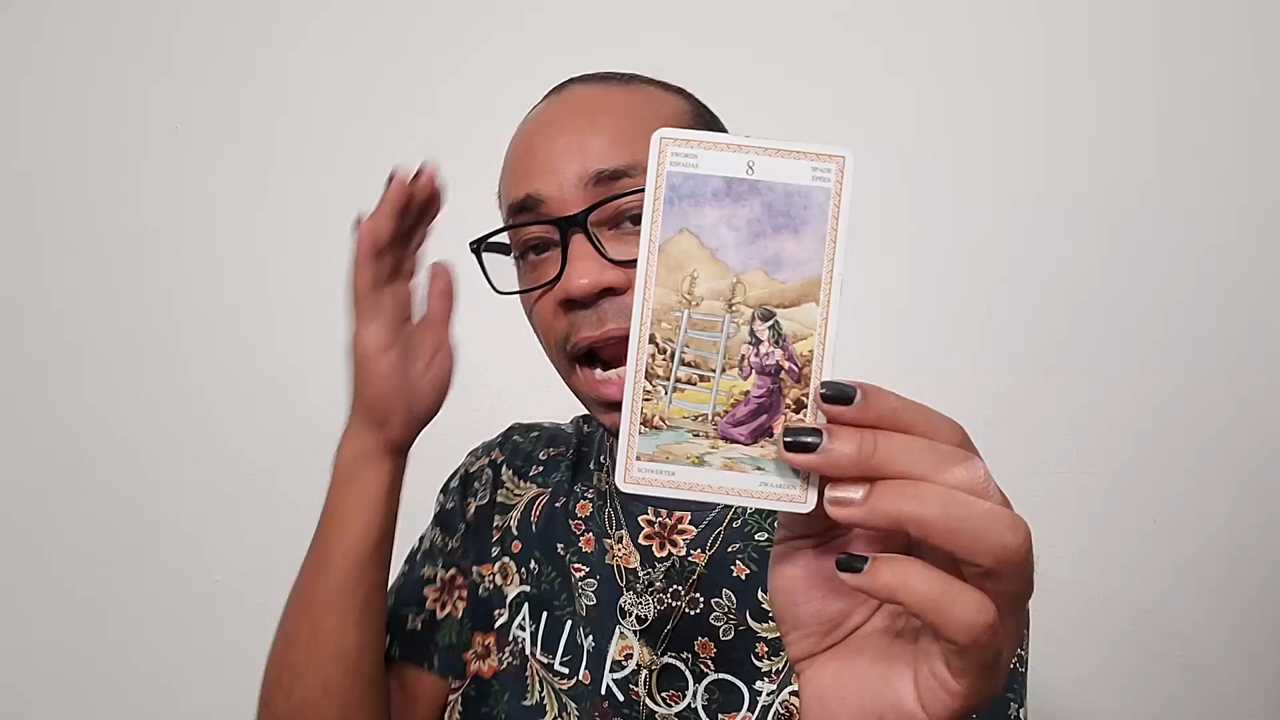 SWORDS
ESPADAS
8
SPADE
ÉPÉES
SCHWERTER
ZWAARDEN